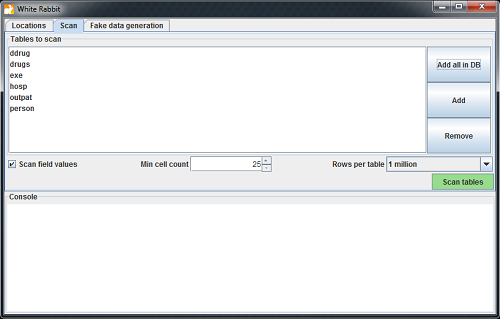 White Rabbit
Locations Scan Fake data generation
Tables to scan
ddrug
drugs
exe
hosp
outpat
person
Add all in DB
Add
Remove
Scan field values Min cell count 25 Rows per table 1 million
Scan tables
Console